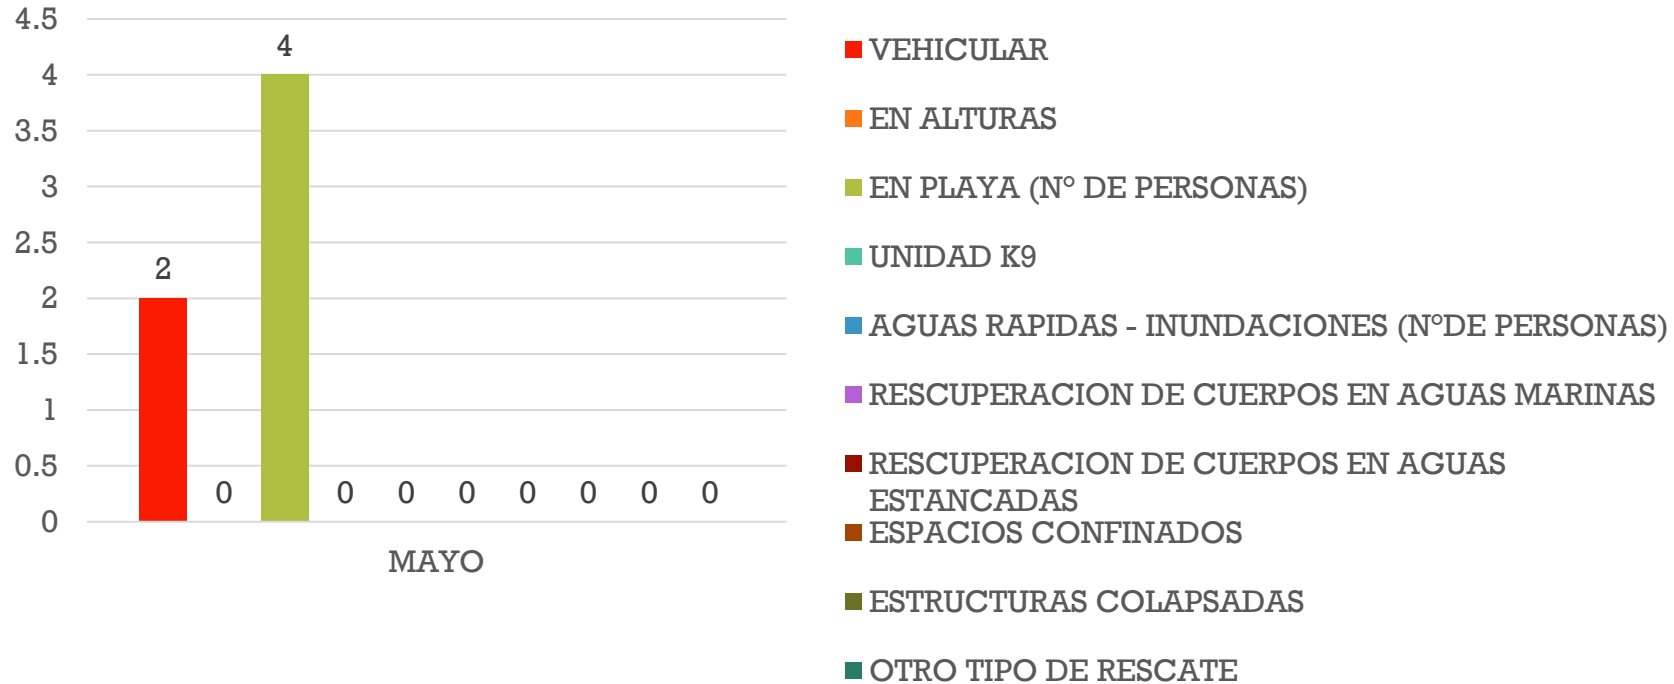 4.5
4
3.5
3
2.5
2
1.5
1
0.5
0
2
0
4
0
0
0
0
0
0
0
MAYO
VEHICULAR
EN ALTURAS
EN PLAYA (N° DE PERSONAS)
UNIDAD K9
AGUAS RAPIDAS - INUNDACIONES (N°DE PERSONAS)
RESCUPERACION DE CUERPOS EN AGUAS MARINAS
RESCUPERACION DE CUERPOS EN AGUAS
ESTANCADAS
ESPACIOS CONFINADOS
ESTRUCTURAS COLAPSADAS
OTRO TIPO DE RESCATE